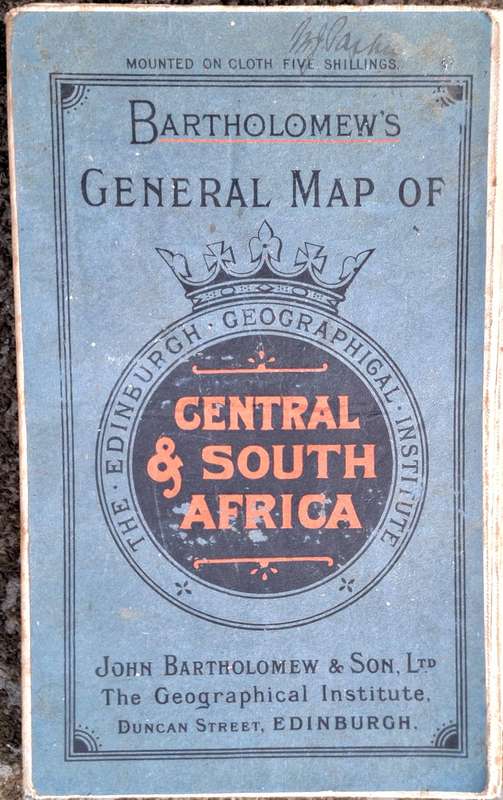 MOUNTED ON CLOTH FIVE SHILLINGS.
BARTHOLOMEW'S
GENERAL MAP OF
THE · EDINBURGH · GEOGRAPHICAL · INSTITUTE
CENTRAL
& SOUTH
AFRICA
JOHN BARTHOLOMEW & SON, LTD
The Geographical Institute,
DUNCAN STREET, EDINBURGH.